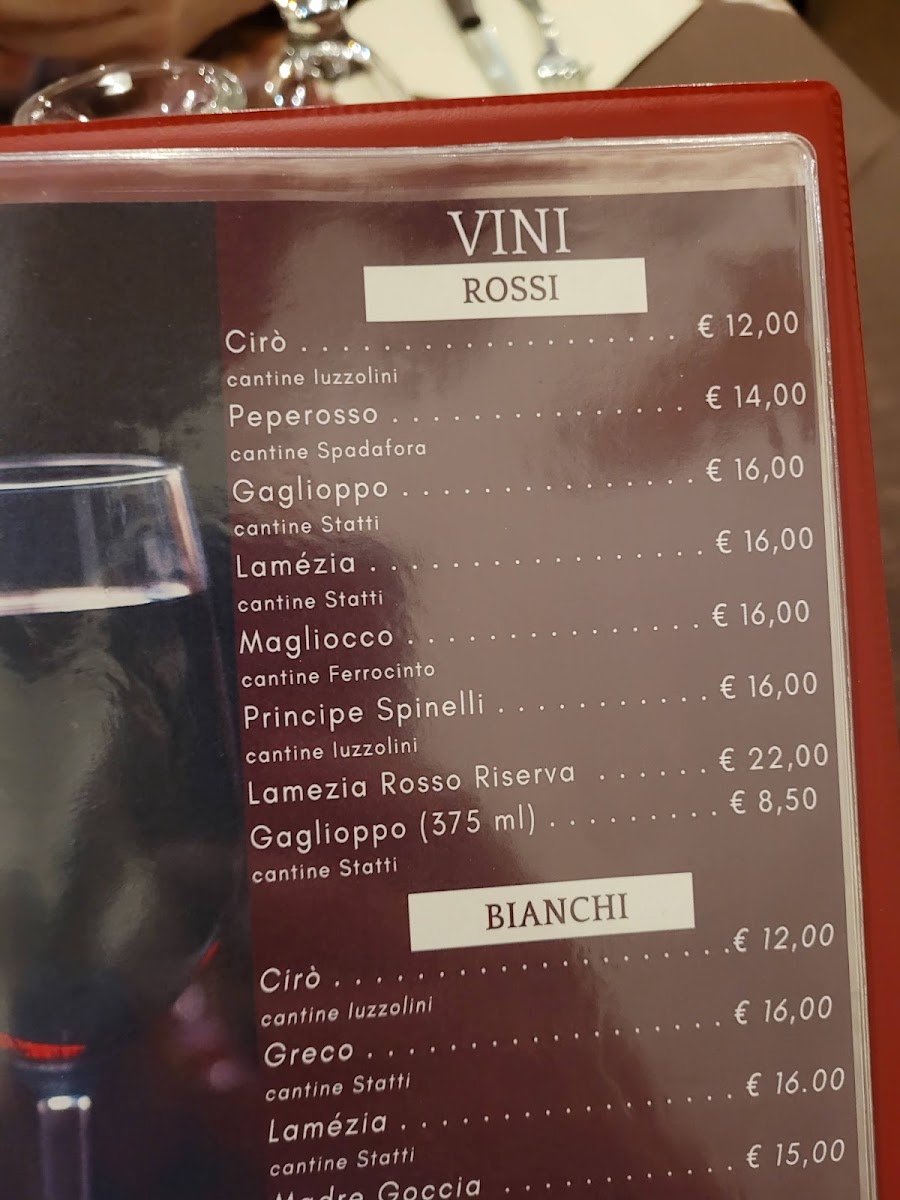 VINI
ROSSI
Cirò . . . . . . . . . . . . . . . . . . . . € 12,00
cantine Iuzzolini
Peperosso . . . . . . . . . . . . . . . . € 14,00
cantine Spadafora
Gaglioppo . . . . . . . . . . . . . . . . € 16,00
cantine Statti
Lamézia . . . . . . . . . . . . . . . . . . € 16,00
cantine Statti
Magliocco . . . . . . . . . . . . . . . . € 16,00
cantine Ferrocinto
Principe Spinelli . . . . . . . . . . . € 16,00
cantine Iuzzolini
Lamezia Rosso Riserva . . . . . . € 22,00
Gaglioppo (375 ml) . . . . . . . . . € 8,50
cantine Statti
BIANCHI
Cirò . . . . . . . . . . . . . . . . . . . . € 12,00
cantine Iuzzolini
Greco . . . . . . . . . . . . . . . . . . . € 16,00
cantine Statti
Lamézia . . . . . . . . . . . . . . . . . € 16.00
cantine Statti
Madre Goccia . . . . . . . . . . . . € 15,00